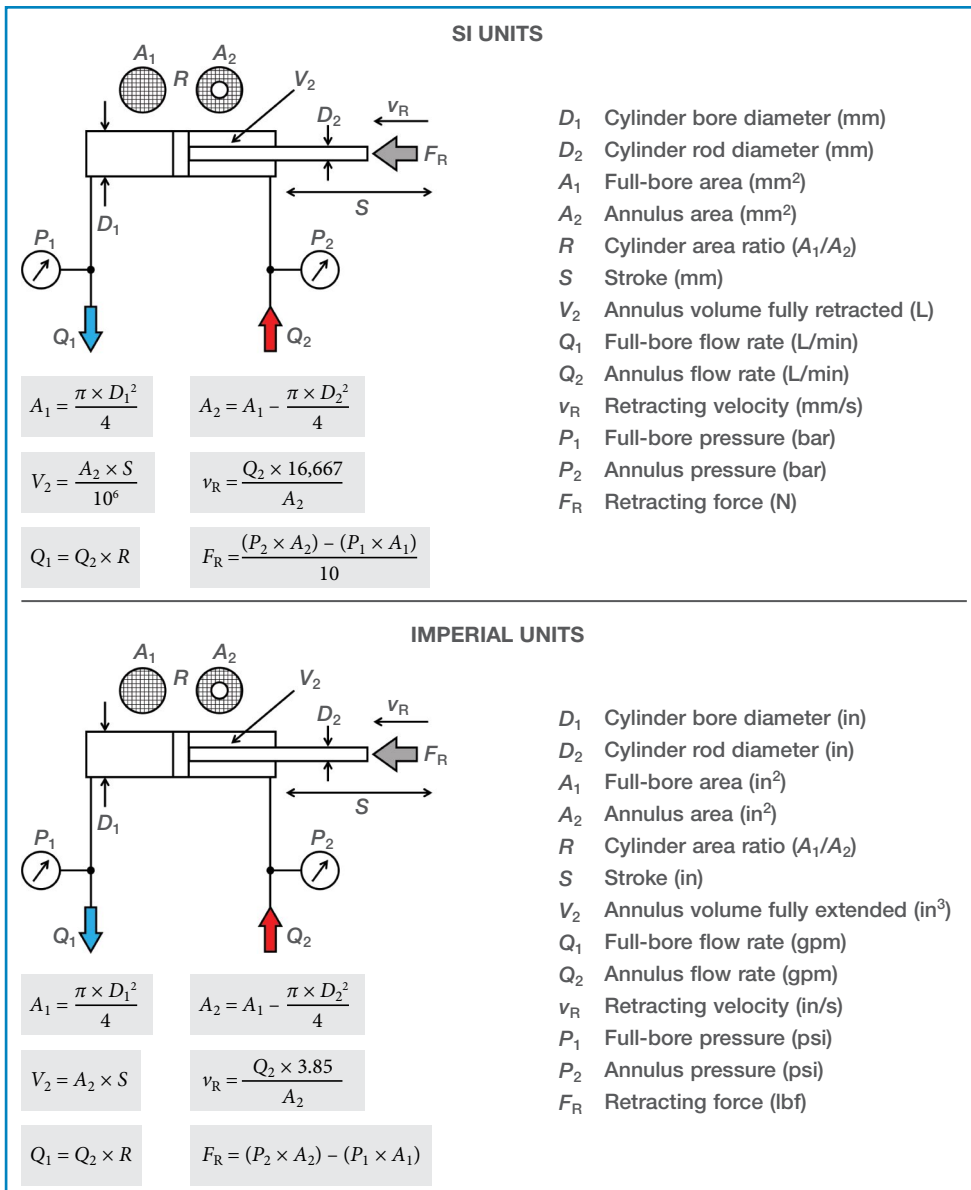 SI UNITS
A₁ R A₂
V₂
D₂
vR
FR
S
D₁
P₁
P₂
Q₁
Q₂
D₁ Cylinder bore diameter (mm)
D₂ Cylinder rod diameter (mm)
A₁ Full-bore area (mm²)
A₂ Annulus area (mm²)
R Cylinder area ratio (A₁/A₂)
S Stroke (mm)
V₂ Annulus volume fully retracted (L)
Q₁ Full-bore flow rate (L/min)
Q₂ Annulus flow rate (L/min)
vR Retracting velocity (mm/s)
P₁ Full-bore pressure (bar)
P₂ Annulus pressure (bar)
FR Retracting force (N)
A₁ = π × D₁² / 4
A₂ = A₁ – π × D₂² / 4
V₂ = A₂ × S / 10⁶
vR = Q₂ × 16,667 / A₂
Q₁ = Q₂ × R
FR = (P₂ × A₂) – (P₁ × A₁) / 10
IMPERIAL UNITS
A₁ R A₂
V₂
D₂
vR
FR
S
D₁
P₁
P₂
Q₁
Q₂
D₁ Cylinder bore diameter (in)
D₂ Cylinder rod diameter (in)
A₁ Full-bore area (in²)
A₂ Annulus area (in²)
R Cylinder area ratio (A₁/A₂)
S Stroke (in)
V₂ Annulus volume fully extended (in³)
Q₁ Full-bore flow rate (gpm)
Q₂ Annulus flow rate (gpm)
vR Retracting velocity (in/s)
P₁ Full-bore pressure (psi)
P₂ Annulus pressure (psi)
FR Retracting force (lbf)
A₁ = π × D₁² / 4
A₂ = A₁ – π × D₂² / 4
V₂ = A₂ × S
vR = Q₂ × 3.85 / A₂
Q₁ = Q₂ × R
FR = (P₂ × A₂) – (P₁ × A₁)